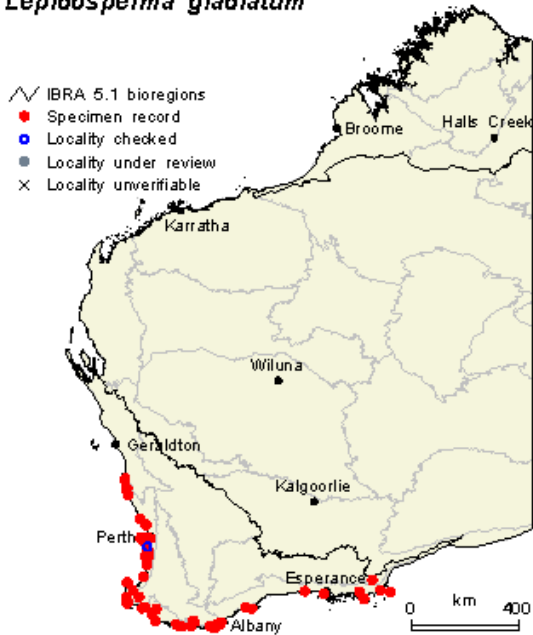 Lepidosperma gladiatum
IBRA 5.1 bioregions
Specimen record
Locality checked
Locality under review
Locality unverifiable
Broome
Halls Creek
Karratha
Wiluna
Geraldton
Kalgoorlie
Perth
Esperance
Albany
km
0 400